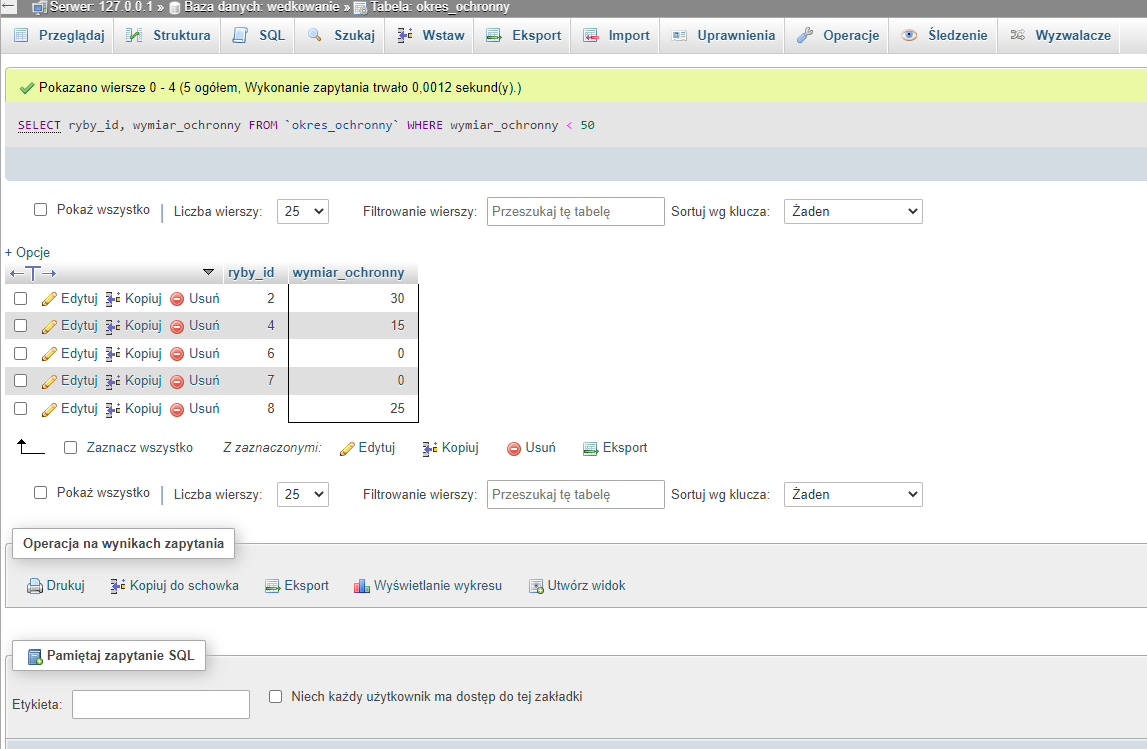 Serwer: 127.0.0.1 » Baza danych: wedkowanie » Tabela: okres_ochronny
Przeglądaj Struktura SQL Szukaj Wstaw Eksport Import Uprawnienia Operacje Śledzenie Wyzwalacze
Pokazano wiersze 0 - 4 (5 ogółem, Wykonanie zapytania trwało 0,0012 sekund(y).)
SELECT ryby_id, wymiar_ochronny FROM `okres_ochronny` WHERE wymiar_ochronny < 50
Pokaż wszystko | Liczba wierszy: 25 Filtrowanie wierszy: Przeszukaj tę tabelę Sortuj wg klucza: Żaden
+ Opcje
←T→ ryby_id wymiar_ochronny
Edytuj Kopiuj Usuń 2 30
Edytuj Kopiuj Usuń 4 15
Edytuj Kopiuj Usuń 6 0
Edytuj Kopiuj Usuń 7 0
Edytuj Kopiuj Usuń 8 25
Zaznacz wszystko Z zaznaczonymi: Edytuj Kopiuj Usuń Eksport
Pokaż wszystko | Liczba wierszy: 25 Filtrowanie wierszy: Przeszukaj tę tabelę Sortuj wg klucza: Żaden
Operacja na wynikach zapytania
Drukuj Kopiuj do schowka Eksport Wyświetlanie wykresu Utwórz widok
Pamiętaj zapytanie SQL
Etykieta: Niech każdy użytkownik ma dostęp do tej zakładki